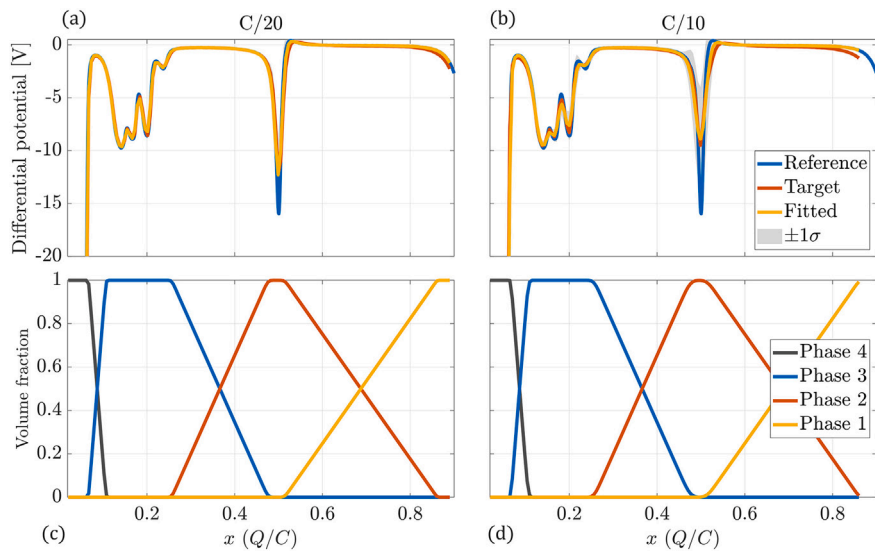 (a) C/20
(b) C/10
Differential potential [V]
0
-5
-10
-15
-20
Reference
Target
Fitted
±1σ
Volume fraction
1
0.8
0.6
0.4
0.2
0
Phase 4
Phase 3
Phase 2
Phase 1
0.2 0.4 0.6 0.8
0.2 0.4 0.6 0.8
(c) x (Q/C)
(d) x (Q/C)